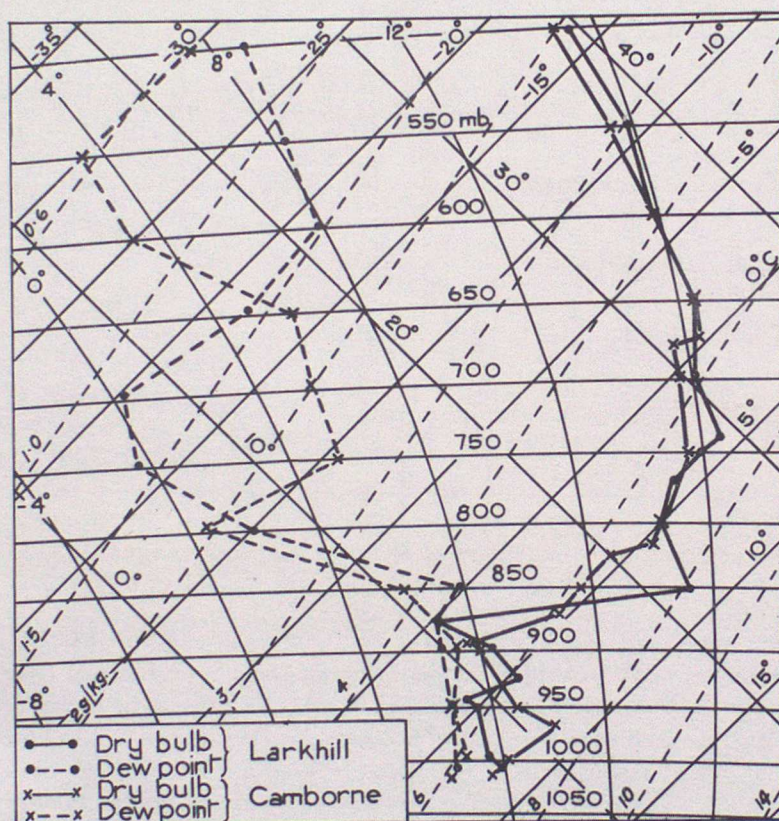 -35° -30° -25° 12° -20° -10°
4° 8° -15° 40°
550 mb
-5°
30°
0.6 600
0°C
0° 650
20°
700
5°
1.0 10° 750
-4° 800
10°
0° 850
1.5 900
-8° 2g/kg 3 4 950 15°
Dry bulb } Larkhill 1000
Dew point
Dry bulb } Camborne
Dew point 6 8 1050 10 14